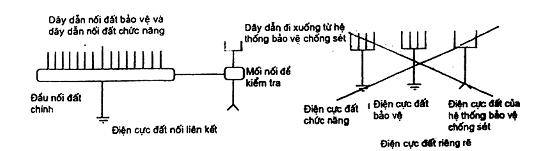 Dây dẫn nối đất bảo vệ và
dây dẫn nối đất chức năng
Dây dẫn đi xuống từ hệ
thống bảo vệ chống sét
Đầu nối đất
chính
Mối nối để
kiểm tra
Điện cực đất nối liên kết
Điện cực đất
chức năng
Điện cực đất
bảo vệ
Điện cực đất của
hệ thống bảo vệ
chống sét
Điện cực đất riêng rẽ